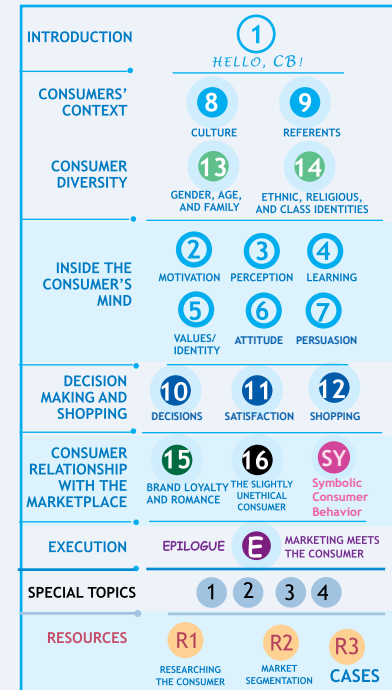 INTRODUCTION
1
HELLO, CB!
CONSUMERS'
CONTEXT
8
9
CULTURE
REFERENTS
CONSUMER
DIVERSITY
13
14
GENDER, AGE,
AND FAMILY
ETHNIC, RELIGIOUS,
AND CLASS IDENTITIES
INSIDE THE
CONSUMER'S
MIND
2
3
4
MOTIVATION
PERCEPTION
LEARNING
5
6
7
VALUES/
IDENTITY
ATTITUDE
PERSUASION
DECISION
MAKING AND
SHOPPING
10
11
12
DECISIONS
SATISFACTION
SHOPPING
CONSUMER
RELATIONSHIP
WITH THE
MARKETPLACE
15
16
SY
BRAND LOYALTY
AND ROMANCE
THE SLIGHTLY
UNETHICAL
CONSUMER
Symbolic
Consumer
Behavior
EXECUTION
EPILOGUE
E
MARKETING MEETS
THE CONSUMER
SPECIAL TOPICS
1
2
3
4
RESOURCES
R1
R2
R3
RESEARCHING
THE CONSUMER
MARKET
SEGMENTATION
CASES